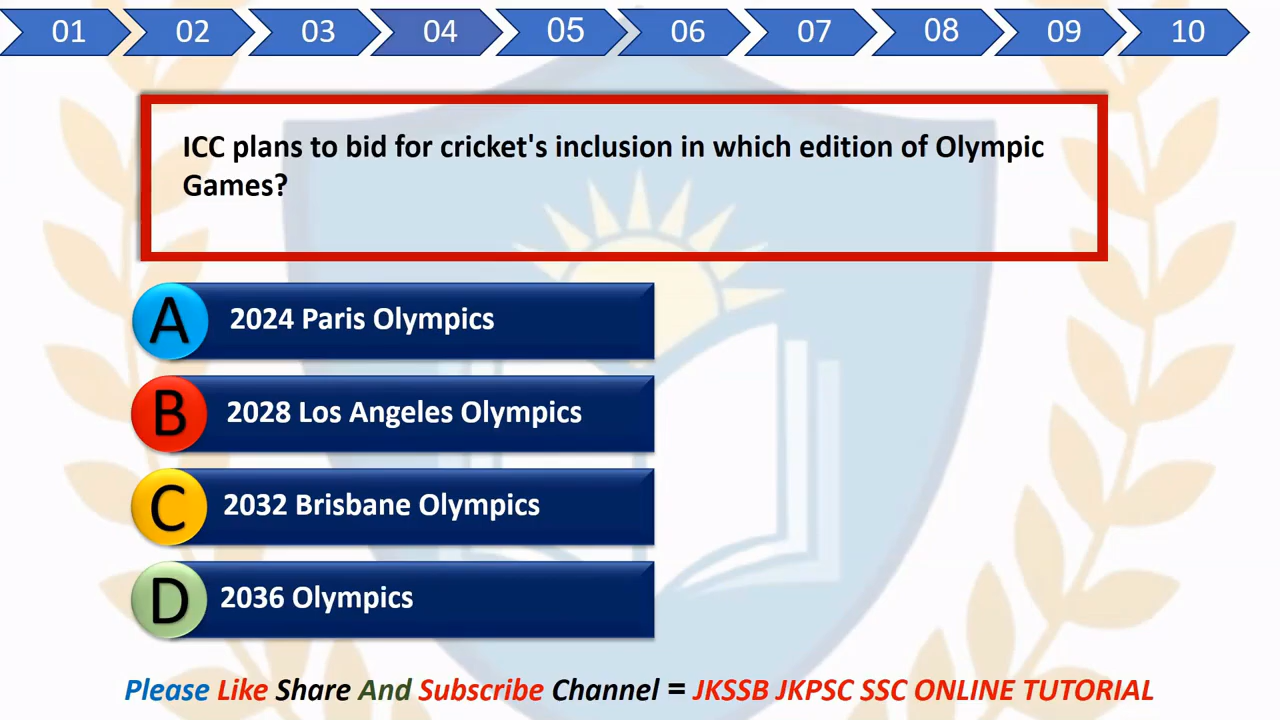 01 02 03 04 05 06 07 08 09 10
ICC plans to bid for cricket's inclusion in which edition of Olympic
Games?
A 2024 Paris Olympics
B 2028 Los Angeles Olympics
C 2032 Brisbane Olympics
D 2036 Olympics
Please Like Share And Subscribe Channel = JKSSB JKPSC SSC ONLINE TUTORIAL